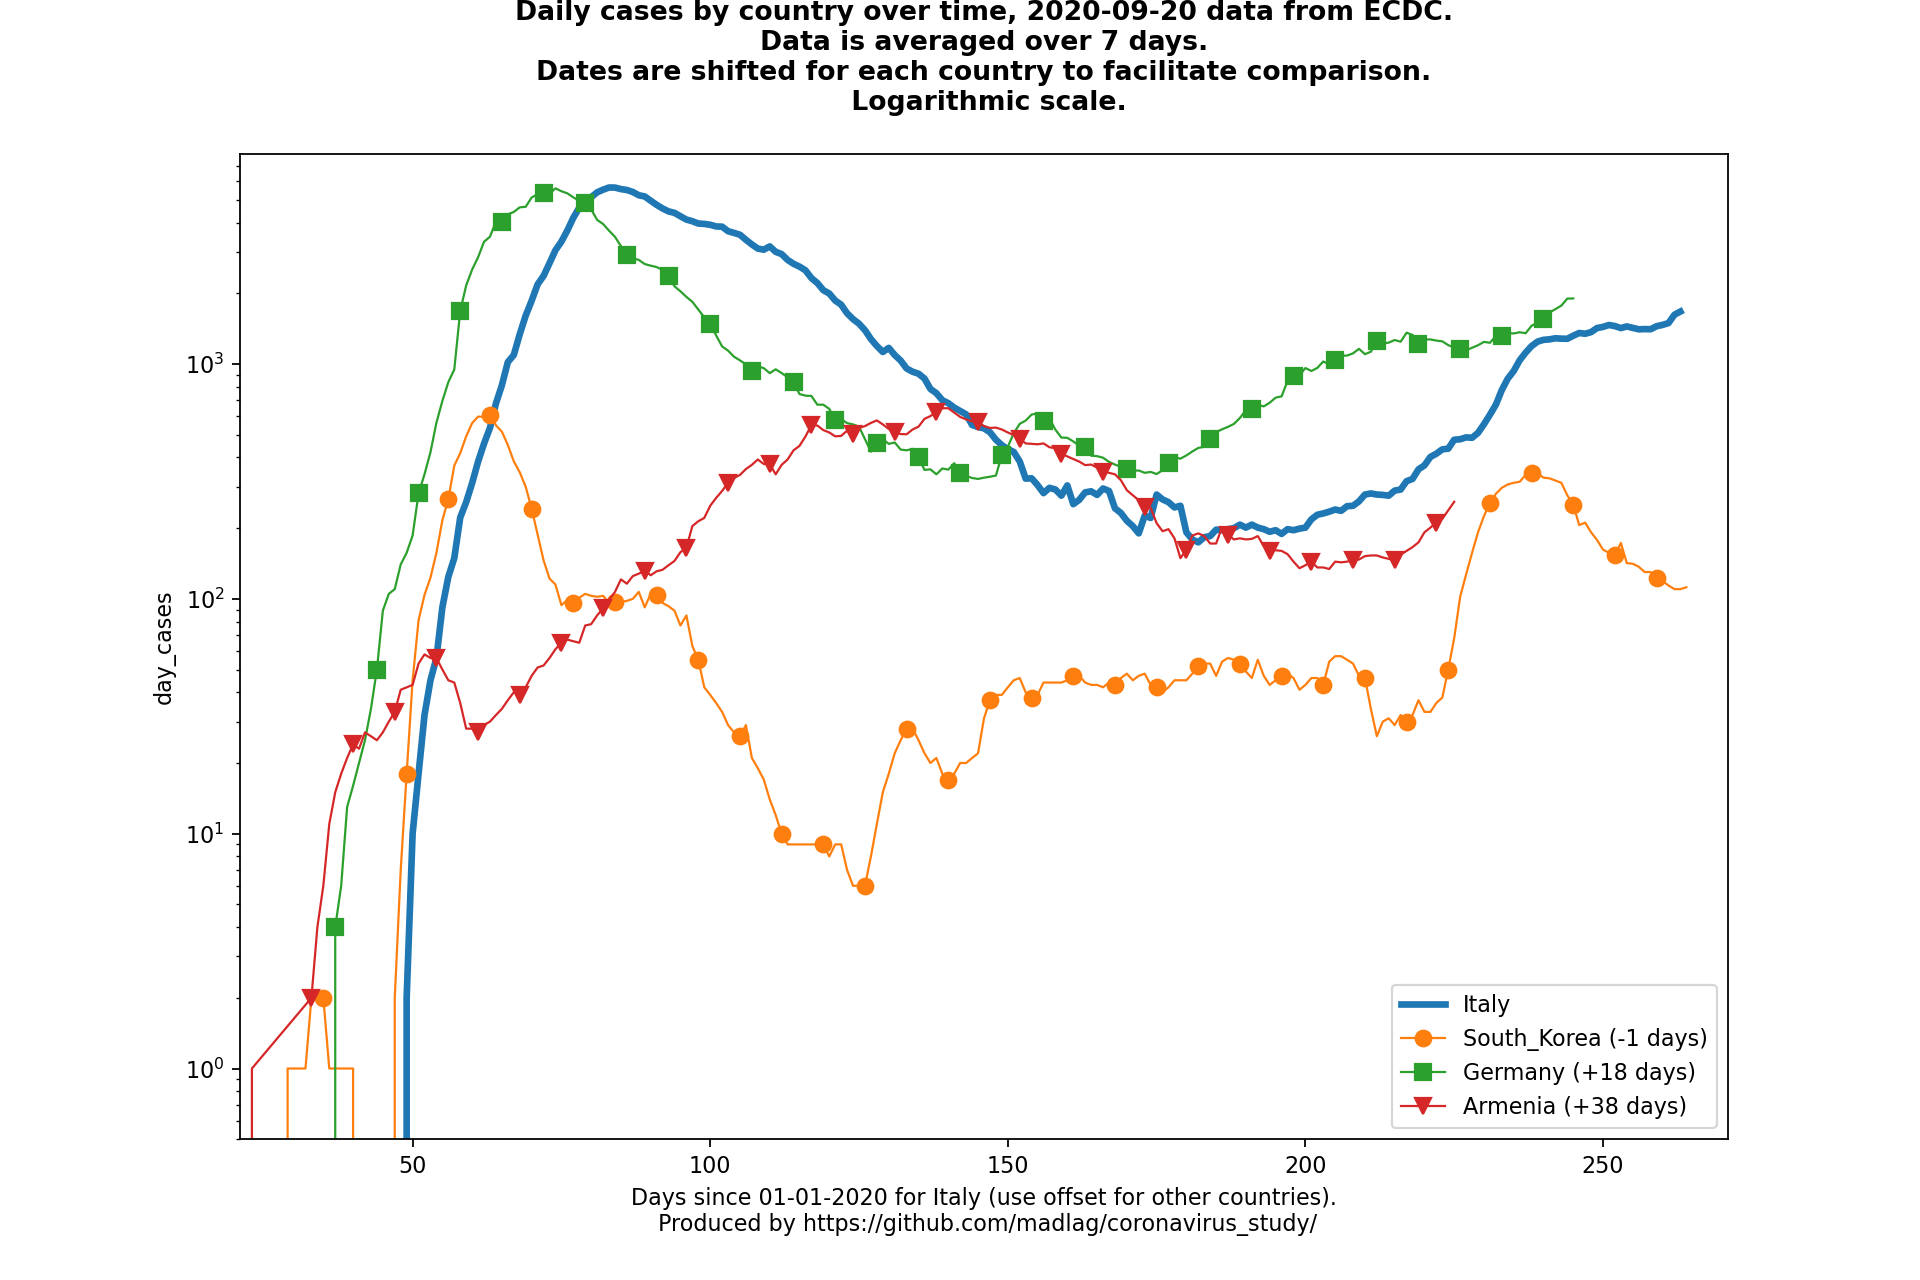 Daily cases by country over time, 2020-09-20 data from ECDC.
Data is averaged over 7 days.
Dates are shifted for each country to facilitate comparison.
Logarithmic scale.
day_cases
10³
10²
10¹
10⁰
50 100 150 200 250
Italy
South_Korea (-1 days)
Germany (+18 days)
Armenia (+38 days)
Days since 01-01-2020 for Italy (use offset for other countries).
Produced by https://github.com/madlag/coronavirus_study/